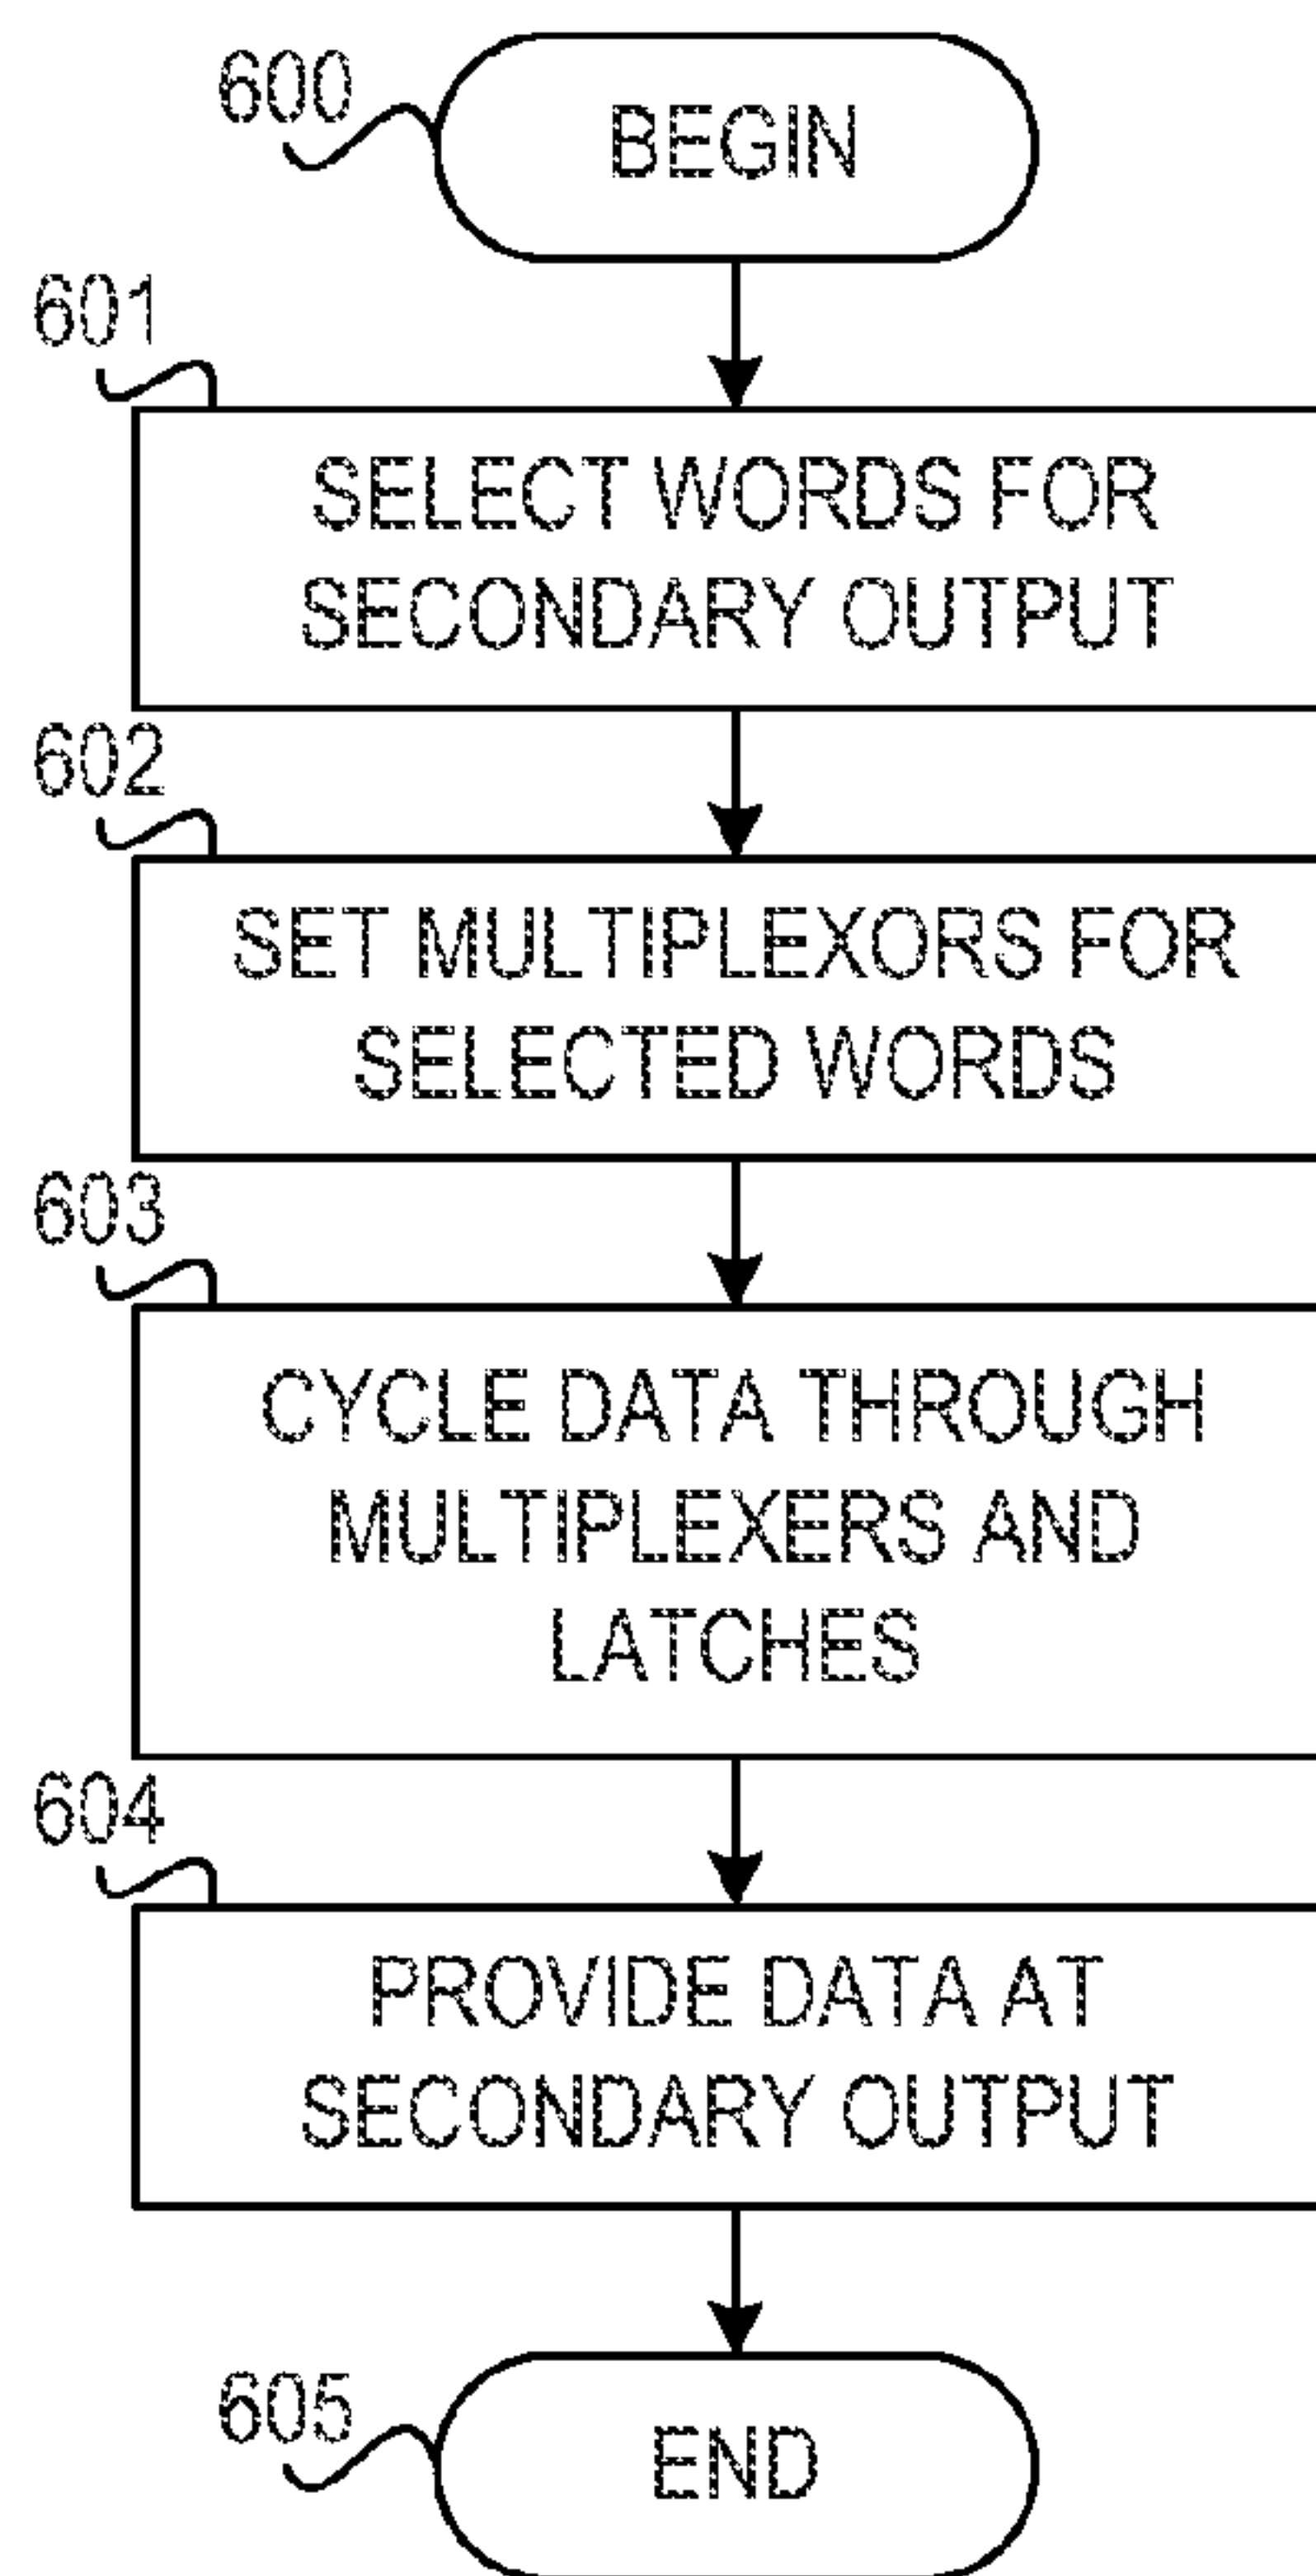 600
BEGIN
601
SELECT WORDS FOR
SECONDARY OUTPUT
602
SET MULTIPLEXORS FOR
SELECTED WORDS
603
CYCLE DATA THROUGH
MULTIPLEXERS AND
LATCHES
604
PROVIDE DATA AT
SECONDARY OUTPUT
605
END